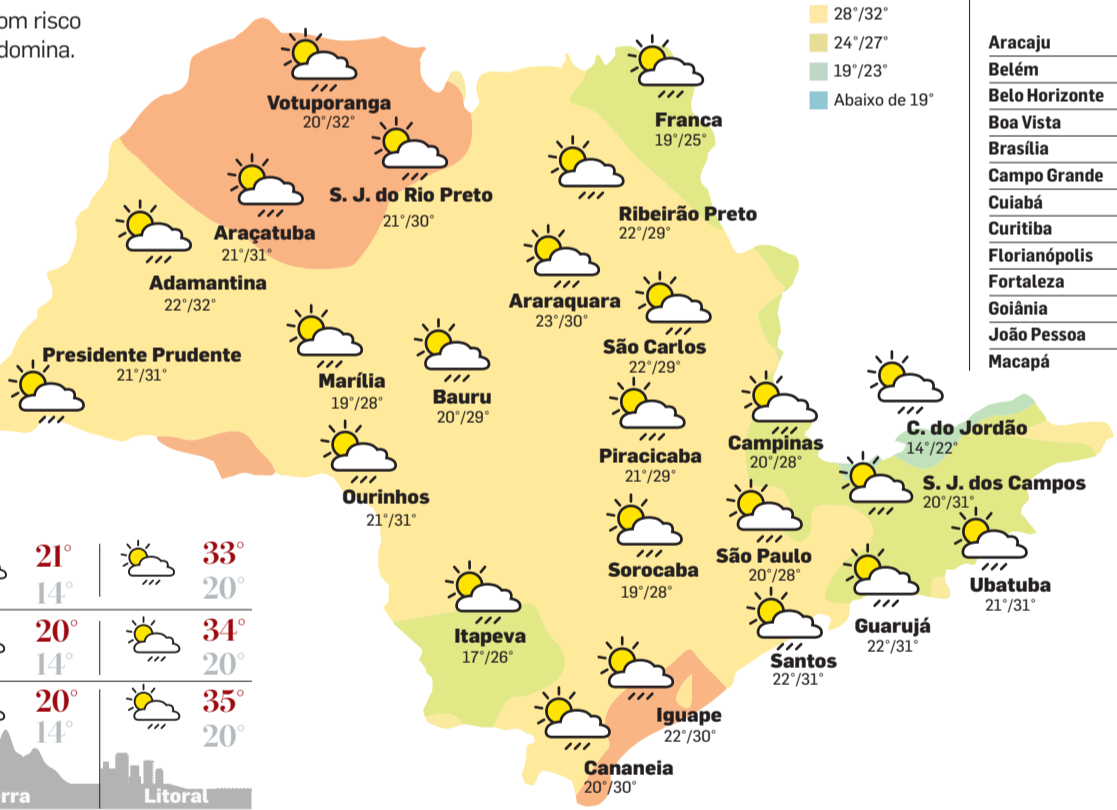 om risco
domina.
28°/32°
24°/27°
19°/23°
Abaixo de 19°
Aracaju
Belém
Belo Horizonte
Boa Vista
Brasília
Campo Grande
Cuiabá
Curitiba
Florianópolis
Fortaleza
Goiânia
João Pessoa
Macapá
Votuporanga
20°/32°
Franca
19°/25°
S. J. do Rio Preto
21°/30°
Ribeirão Preto
22°/29°
Araçatuba
21°/31°
Adamantina
22°/32°
Araraquara
23°/30°
São Carlos
22°/29°
Presidente Prudente
21°/31°
Marília
19°/28°
Bauru
20°/29°
Piracicaba
21°/29°
Campinas
20°/28°
C. do Jordão
14°/22°
S. J. dos Campos
20°/31°
Ourinhos
21°/31°
Sorocaba
19°/28°
São Paulo
20°/28°
Ubatuba
21°/31°
Guarujá
22°/31°
Itapeva
17°/26°
Santos
22°/31°
Iguape
22°/30°
Cananeia
20°/30°
21° 33°
14° 20°
20° 34°
14° 20°
20° 35°
14° 20°
rra Litoral